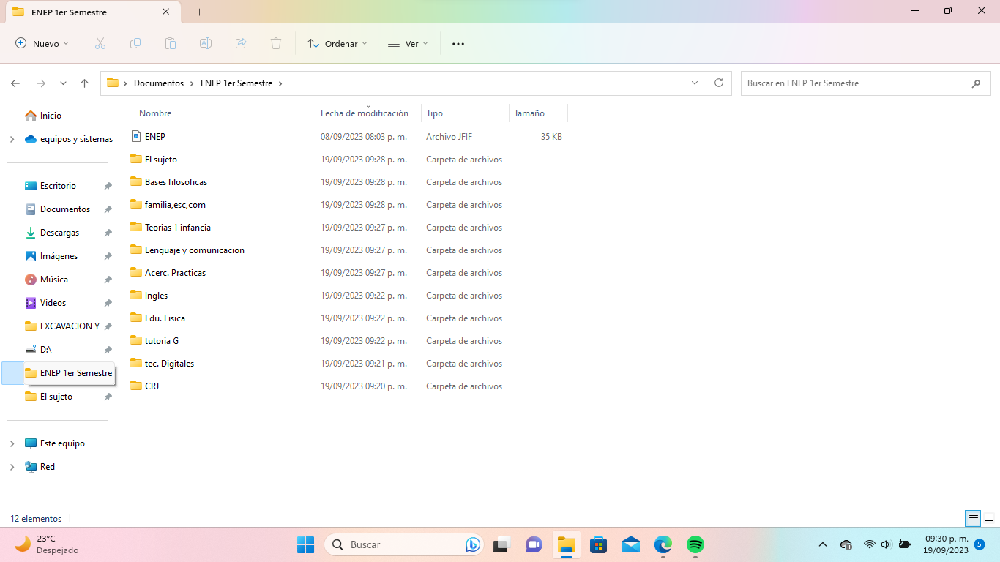 ENEP 1er Semestre
Nuevo
Ordenar
Ver
Documentos
ENEP 1er Semestre
Buscar en ENEP 1er Semestre
Inicio
equipos y sistemas
Escritorio
Documentos
Descargas
Imágenes
Música
Videos
EXCAVACION Y
D:\
ENEP 1er Semestre
El sujeto
Este equipo
Red
Nombre Fecha de modificación Tipo Tamaño
ENEP 08/09/2023 08:03 p. m. Archivo JFIF 35 KB
El sujeto 19/09/2023 09:28 p. m. Carpeta de archivos
Bases filosoficas 19/09/2023 09:28 p. m. Carpeta de archivos
familia,esc,com 19/09/2023 09:28 p. m. Carpeta de archivos
Teorias 1 infancia 19/09/2023 09:27 p. m. Carpeta de archivos
Lenguaje y comunicacion 19/09/2023 09:27 p. m. Carpeta de archivos
Acerc. Practicas 19/09/2023 09:27 p. m. Carpeta de archivos
Ingles 19/09/2023 09:22 p. m. Carpeta de archivos
Edu. Fisica 19/09/2023 09:22 p. m. Carpeta de archivos
tutoria G 19/09/2023 09:22 p. m. Carpeta de archivos
tec. Digitales 19/09/2023 09:21 p. m. Carpeta de archivos
CRJ 19/09/2023 09:20 p. m. Carpeta de archivos
12 elementos
23°C
Despejado
Buscar
09:30 p. m.
19/09/2023
5